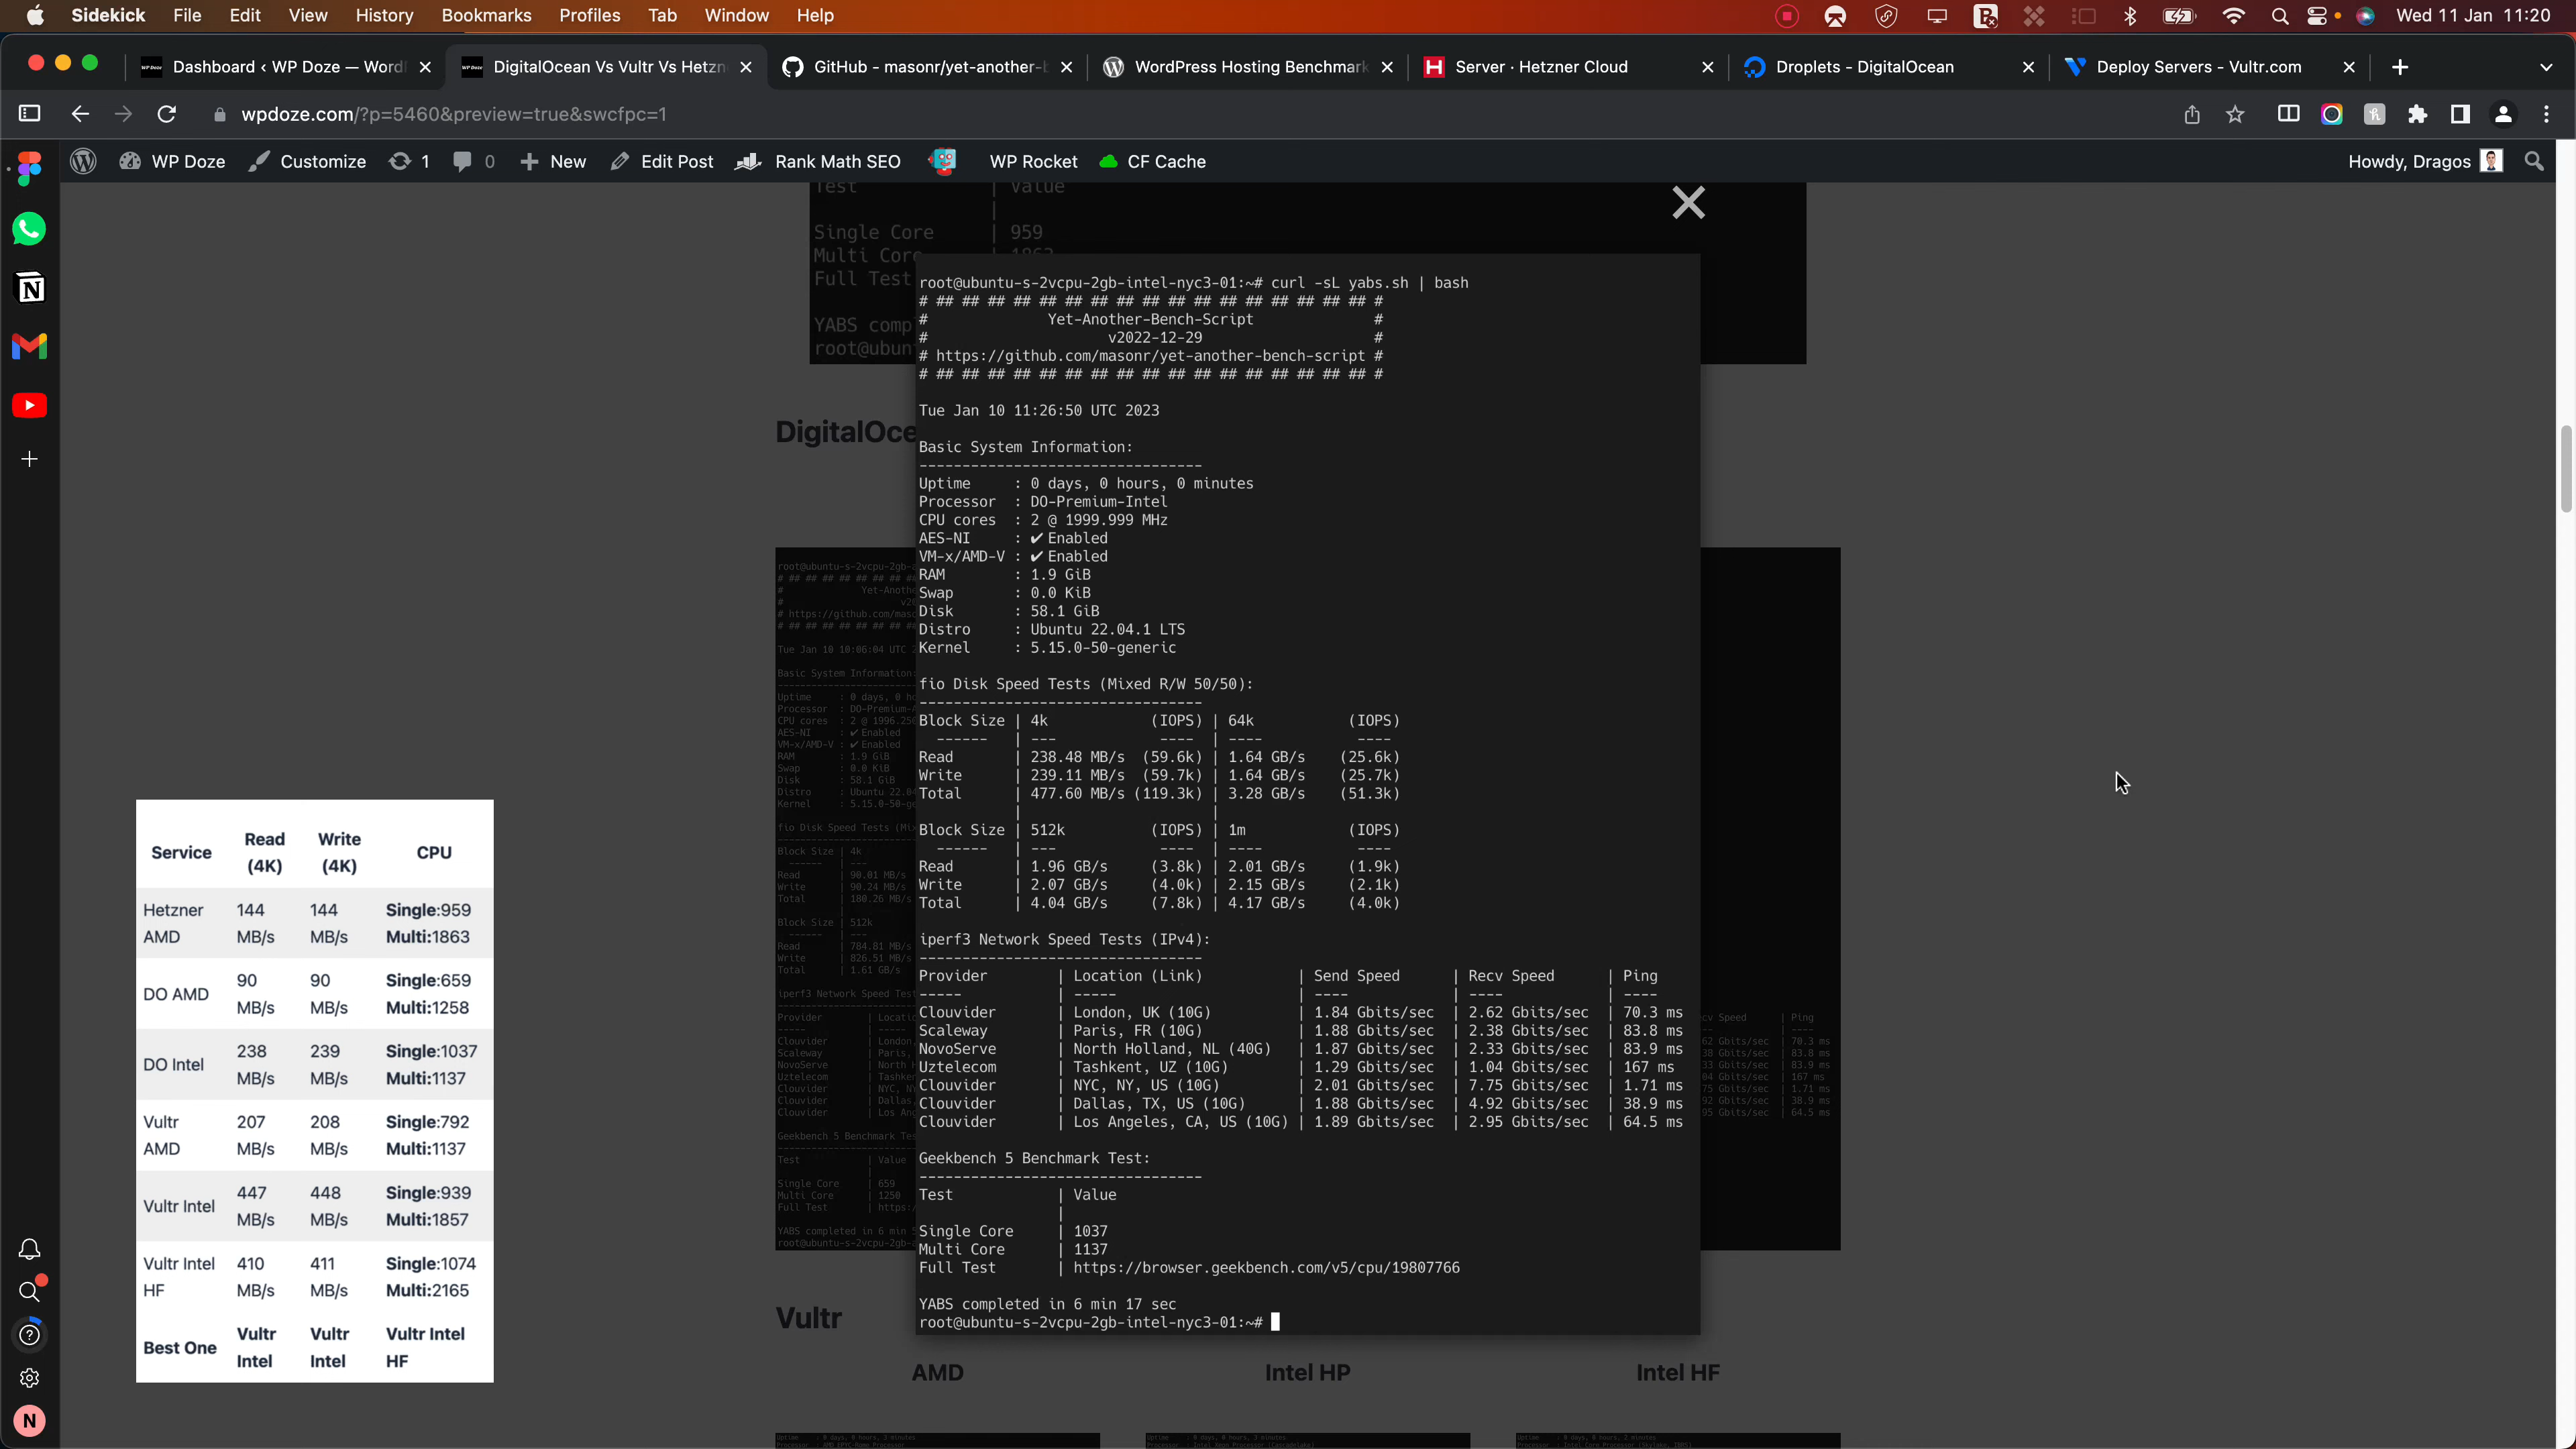 Sidekick File Edit View History Bookmarks Profiles Tab Window Help Wed 11 Jan 11:20
Dashboard ‹ WP Doze — Word DigitalOcean Vs Vultr Vs Hetzn GitHub - masonr/yet-another-b WordPress Hosting Benchmark Server · Hetzner Cloud Droplets - DigitalOcean Deploy Servers - Vultr.com
wpdoze.com/?p=5460&preview=true&swcfpc=1
WP Doze Customize 1 0 New Edit Post Rank Math SEO WP Rocket CF Cache Howdy, Dragos
Test | Value
Single Core | 959
Multi Core | 1863
Full Test
YABS comp
root@ubun
DigitalOce
root@ubuntu-s-2vcpu-2gb-intel-nyc3-01:~# curl -sL yabs.sh | bash
# ## ## ## ## ## ## ## ## ## ## ## ## ## ## ## ## ## #
# Yet-Another-Bench-Script #
# v2022-12-29 #
# https://github.com/masonr/yet-another-bench-script #
# ## ## ## ## ## ## ## ## ## ## ## ## ## ## ## ## ## #
Tue Jan 10 11:26:50 UTC 2023
Basic System Information:
---------------------------------
Uptime : 0 days, 0 hours, 0 minutes
Processor : DO-Premium-Intel
CPU cores : 2 @ 1999.999 MHz
AES-NI : ✔ Enabled
VM-x/AMD-V : ✔ Enabled
RAM : 1.9 GiB
Swap : 0.0 KiB
Disk : 58.1 GiB
Distro : Ubuntu 22.04.1 LTS
Kernel : 5.15.0-50-generic
fio Disk Speed Tests (Mixed R/W 50/50):
---------------------------------
Block Size | 4k (IOPS) | 64k (IOPS)
------ | --- ---- | ---- ----
Read | 238.48 MB/s (59.6k) | 1.64 GB/s (25.6k)
Write | 239.11 MB/s (59.7k) | 1.64 GB/s (25.7k)
Total | 477.60 MB/s (119.3k) | 3.28 GB/s (51.3k)
| |
Block Size | 512k (IOPS) | 1m (IOPS)
------ | --- ---- | ---- ----
Read | 1.96 GB/s (3.8k) | 2.01 GB/s (1.9k)
Write | 2.07 GB/s (4.0k) | 2.15 GB/s (2.1k)
Total | 4.04 GB/s (7.8k) | 4.17 GB/s (4.0k)
iperf3 Network Speed Tests (IPv4):
---------------------------------
Provider | Location (Link) | Send Speed | Recv Speed | Ping
----- | ----- | ---- | ---- | ----
Clouvider | London, UK (10G) | 1.84 Gbits/sec | 2.62 Gbits/sec | 70.3 ms
Scaleway | Paris, FR (10G) | 1.88 Gbits/sec | 2.38 Gbits/sec | 83.8 ms
NovoServe | North Holland, NL (40G) | 1.87 Gbits/sec | 2.33 Gbits/sec | 83.9 ms
Uztelecom | Tashkent, UZ (10G) | 1.29 Gbits/sec | 1.04 Gbits/sec | 167 ms
Clouvider | NYC, NY, US (10G) | 2.01 Gbits/sec | 7.75 Gbits/sec | 1.71 ms
Clouvider | Dallas, TX, US (10G) | 1.88 Gbits/sec | 4.92 Gbits/sec | 38.9 ms
Clouvider | Los Angeles, CA, US (10G) | 1.89 Gbits/sec | 2.95 Gbits/sec | 64.5 ms
Geekbench 5 Benchmark Test:
---------------------------------
Test | Value
|
Single Core | 1037
Multi Core | 1137
Full Test | https://browser.geekbench.com/v5/cpu/19807766
YABS completed in 6 min 17 sec
root@ubuntu-s-2vcpu-2gb-intel-nyc3-01:~#
Service Read (4K) Write (4K) CPU
Hetzner AMD 144 MB/s 144 MB/s Single:959 Multi:1863
DO AMD 90 MB/s 90 MB/s Single:659 Multi:1258
DO Intel 238 MB/s 239 MB/s Single:1037 Multi:1137
Vultr AMD 207 MB/s 208 MB/s Single:792 Multi:1137
Vultr Intel 447 MB/s 448 MB/s Single:939 Multi:1857
Vultr Intel HF 410 MB/s 411 MB/s Single:1074 Multi:2165
Best One Vultr Intel Vultr Intel Vultr Intel HF
Vultr
AMD Intel HP Intel HF
N